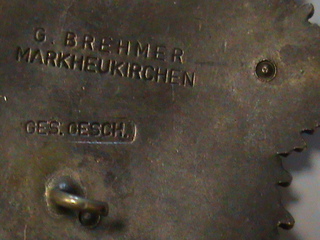 G. BREHMER
MARKNEUKIRCHEN
GES. GESCH.